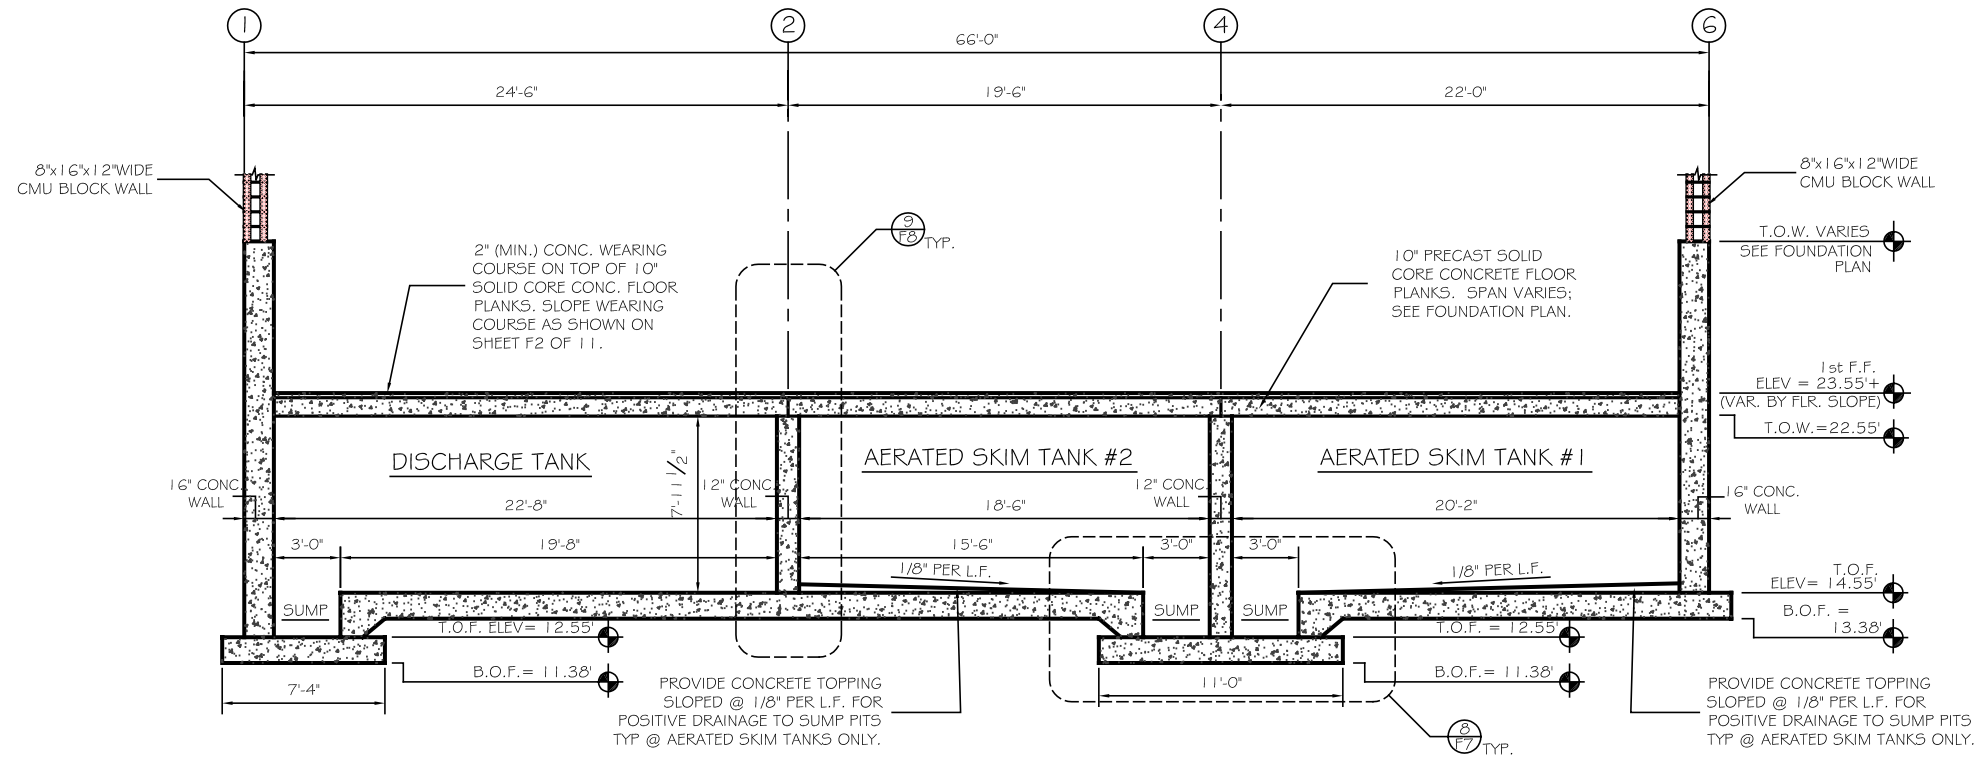 1
2
4
6
66'-0"
24'-6"
19'-6"
22'-0"
8"x16"x12"WIDE
CMU BLOCK WALL
8"x16"x12"WIDE
CMU BLOCK WALL
9
F8
TYP.
T.O.W. VARIES
SEE FOUNDATION
PLAN
2" (MIN.) CONC. WEARING
COURSE ON TOP OF 10"
SOLID CORE CONC. FLOOR
PLANKS. SLOPE WEARING
COURSE AS SHOWN ON
SHEET F2 OF 11.
10" PRECAST SOLID
CORE CONCRETE FLOOR
PLANKS. SPAN VARIES;
SEE FOUNDATION PLAN.
1st F.F.
ELEV = 23.55'±
(VAR. BY FLR. SLOPE)
T.O.W.=22.55'
DISCHARGE TANK
AERATED SKIM TANK #2
AERATED SKIM TANK #1
7'-11 1/2"
16" CONC.
WALL
12" CONC.
WALL
12" CONC.
WALL
16" CONC.
WALL
22'-8"
18'-6"
20'-2"
3'-0"
19'-8"
15'-6"
3'-0"
3'-0"
1/8" PER L.F.
1/8" PER L.F.
T.O.F.
ELEV= 14.55'
SUMP
SUMP
SUMP
B.O.F. =
13.38'
T.O.F. ELEV= 12.55'
T.O.F. = 12.55'
B.O.F.= 11.38'
B.O.F.= 11.38'
7'-4"
11'-0"
PROVIDE CONCRETE TOPPING
SLOPED @ 1/8" PER L.F. FOR
POSITIVE DRAINAGE TO SUMP PITS
TYP @ AERATED SKIM TANKS ONLY.
PROVIDE CONCRETE TOPPING
SLOPED @ 1/8" PER L.F. FOR
POSITIVE DRAINAGE TO SUMP PITS
TYP @ AERATED SKIM TANKS ONLY.
8
F7
TYP.